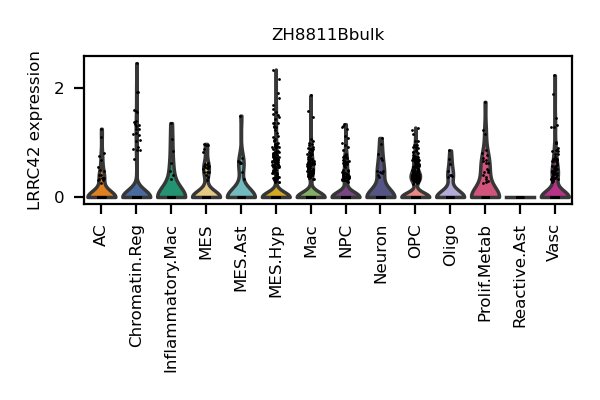 ZH8811Bbulk
LRRC42 expression
2
0
AC
Chromatin.Reg
Inflammatory.Mac
MES
MES.Ast
MES.Hyp
Mac
NPC
Neuron
OPC
Oligo
Prolif.Metab
Reactive.Ast
Vasc